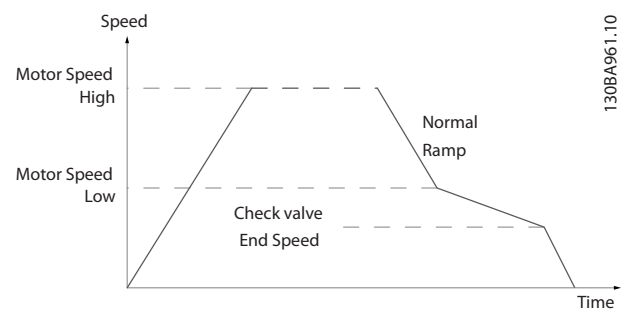 Speed
130BA961.10
Motor Speed
High
Normal
Ramp
Motor Speed
Low
Check valve
End Speed
Time